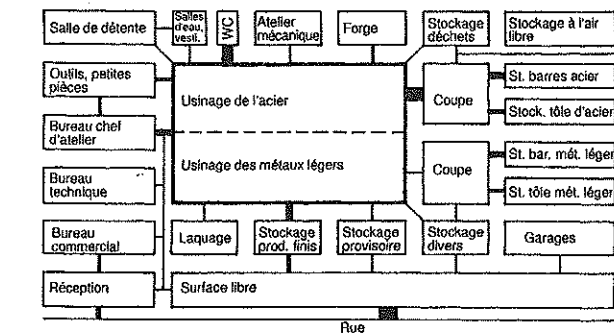 Salle de détente
Salles
d'eau,
vestl.
WC
Atelier
mécanique
Forge
Stockage
déchets
Stockage à l'air
libre
Outils, petites
pièces
Usinage de l'acier
Coupe
St. barres acier
Stock. tôle d'acier
Bureau chef
d'atelier
Usinage des métaux légers
Coupe
St. bar. mét. léger
St. tôle mét. léger
Bureau
technique
Bureau
commercial
Laquage
Stockage
prod. finis
Stockage
provisoire
Stockage
divers
Garages
Réception
Surface libre
Rue